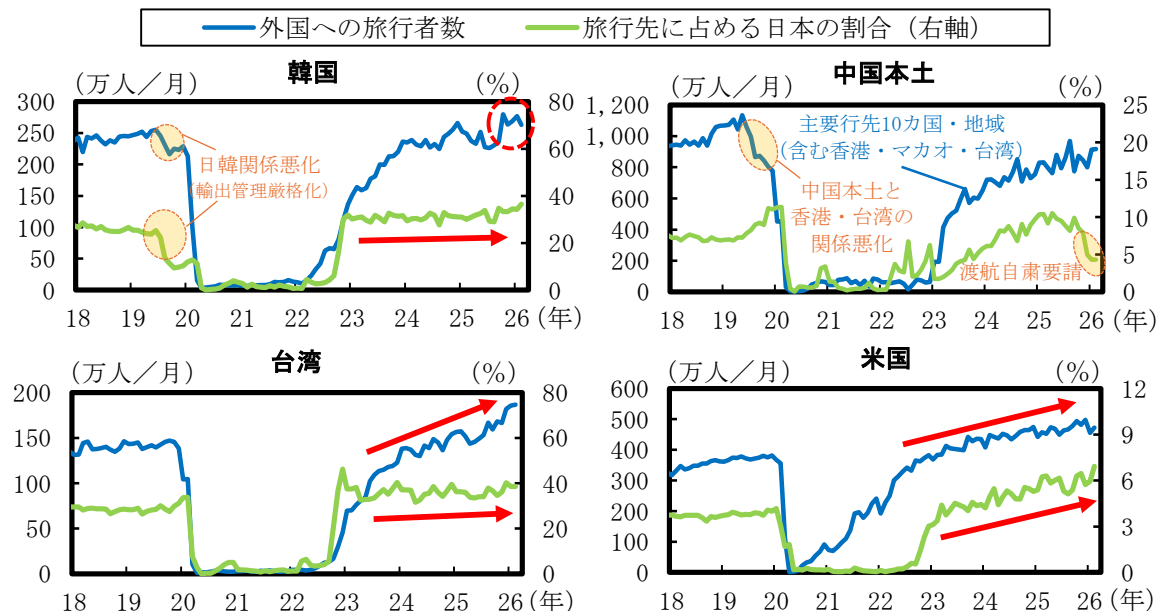 外国への旅行者数 旅行先に占める日本の割合（右軸）
韓国
（万人／月） （%）
300 80
250
200 60
150 40
100
50 20
0 0
18 19 20 21 22 23 24 25 26（年）
日韓関係悪化
（輸出管理厳格化）
中国本土
（万人／月） （%）
1,200 25
1,
800 20
600 15
400 10
200 5
0 0
18 19 20 21 22 23 24 25 26（年）
主要行先10カ国・地域
（含む香港・マカオ・台湾）
中国本土と
香港・台湾の
関係悪化
渡航自粛要請
台湾
（万人／月） （%）
200 80
150 60
100 40
50 20
0 0
18 19 20 21 22 23 24 25 26（年）
米国
（万人／月） （%）
600 12
500 9
400
300 6
200 3
100
0 0
18 19 20 21 22 23 24 25 26（年）